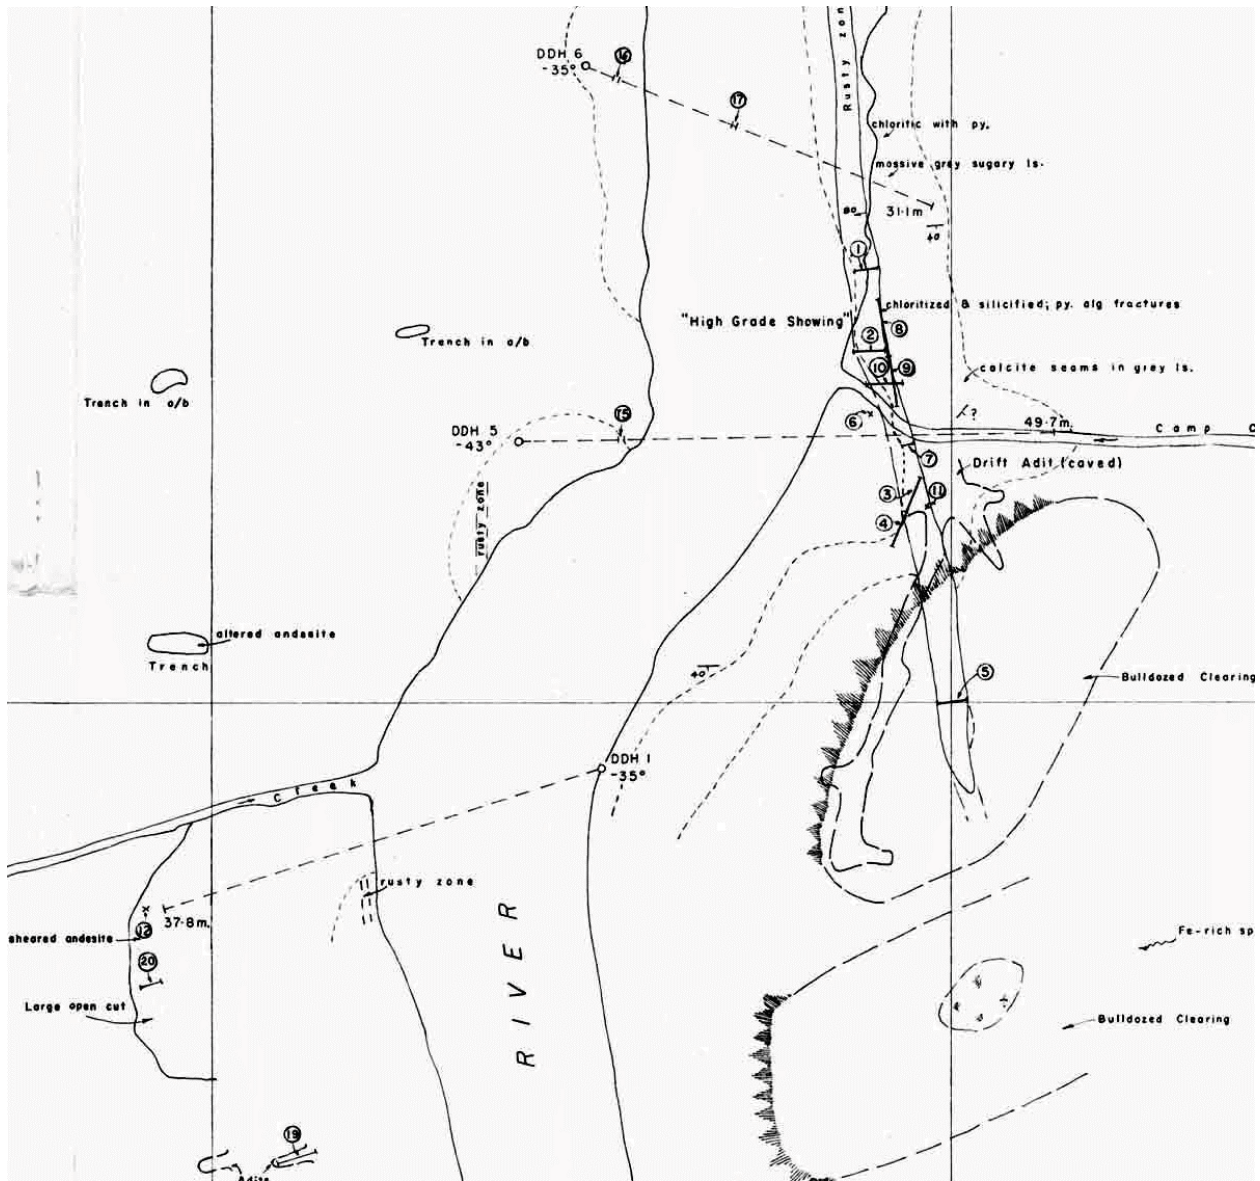 DDH 6
-35°
16
17
Rusty zon
chloritic with py.
massive grey sugary ls.
80
31·1m
40
1
chloritized & silicified; py. alg fractures
"High Grade Showing"
8
2
10
9
Trench in a/b
calcite seams in grey ls.
Trench in a/b
15
DDH 5
-43°
6
?
49·7m.
Camp C
7
Drift Adit (caved)
3
11
4
rusty zone
altered andesite
Trench
40
5
Bulldozed Clearing
DDH 1
-35°
Creek
rusty zone
37·8m.
12
sheared andesite
20
Large open cut
RIVER
Fe-rich sp
Bulldozed Clearing
19
Adits